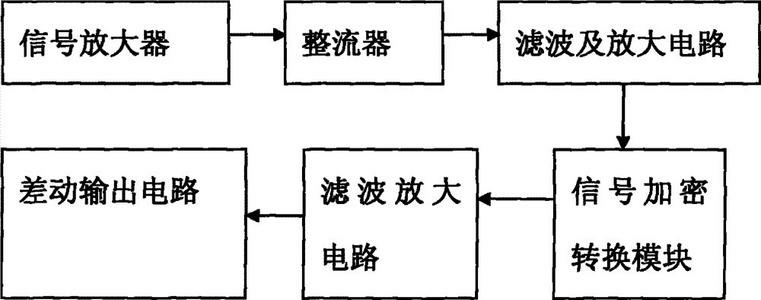 信号放大器
整流器
滤波及放大电路
信号加密
转换模块
滤波放大
电路
差动输出电路